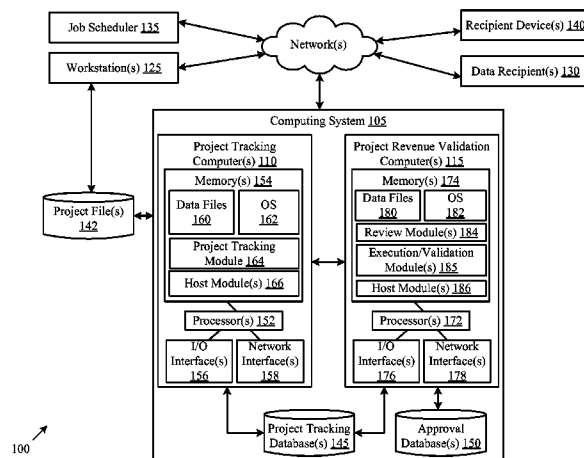 Job Scheduler 135
Workstation(s) 125
Network(s)
Recipient Device(s) 140
Data Recipient(s) 130
Project File(s)
142
Computing System 105
Project Tracking
Computer(s) 110
Memory(s) 154
Data Files
160
OS
162
Project Tracking
Module 164
Host Module(s) 166
Processor(s) 152
I/O
Interface(s)
156
Network
Interface(s)
158
Project Revenue Validation
Computer(s) 115
Memory(s) 174
Data Files
180
OS
182
Review Module(s) 184
Execution/Validation
Module(s) 185
Host Module(s) 186
Processor(s) 172
I/O
Interface(s)
176
Network
Interface(s)
178
Project Tracking
Database(s) 145
Approval
Database(s) 150
100